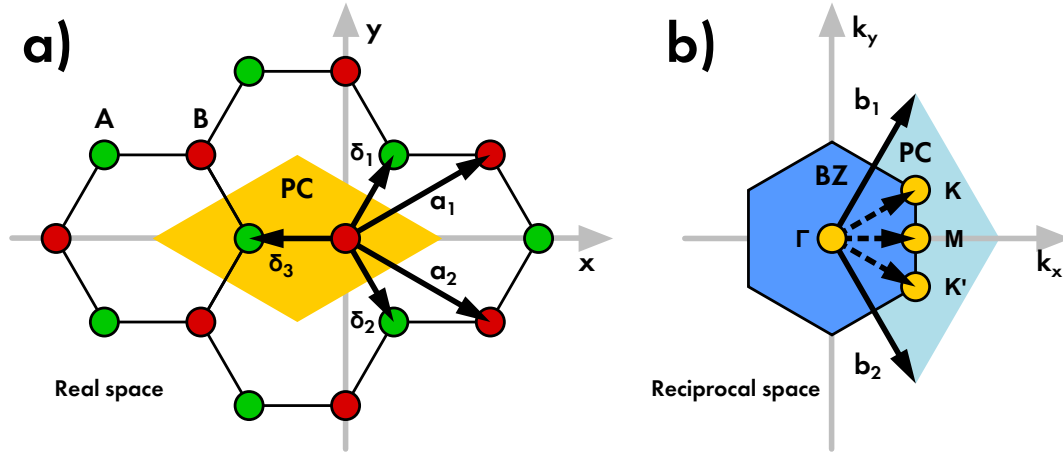 a)
y
A
B
δ1
PC
a1
x
δ3
a2
δ2
Real space
b)
ky
b1
PC
BZ
K
Γ
M
kx
K'
b2
Reciprocal space